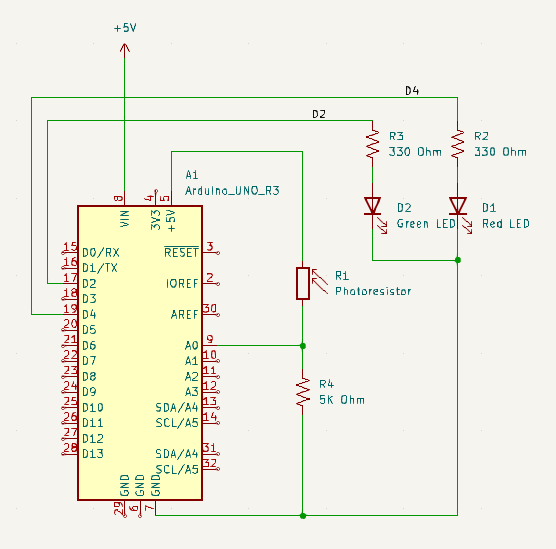 +5V
D4
D2
R3
330 Ohm
R2
330 Ohm
A1
Arduino_UNO_R3
8
4
5
VIN
3V3
+5V
D2
Green LED
D1
Red LED
15
D0/RX
RESET
3
16
D1/TX
17
D2
IOREF
2
18
D3
19
D4
AREF
30
20
D5
21
D6
A0
9
22
D7
A1
10
23
D8
A2
11
24
D9
A3
12
25
D10
SDA/A4
13
26
D11
SCL/A5
14
27
D12
28
D13
SDA/A4
31
SCL/A5
32
GND
GND
GND
29
6
7
R1
Photoresistor
R4
5K Ohm